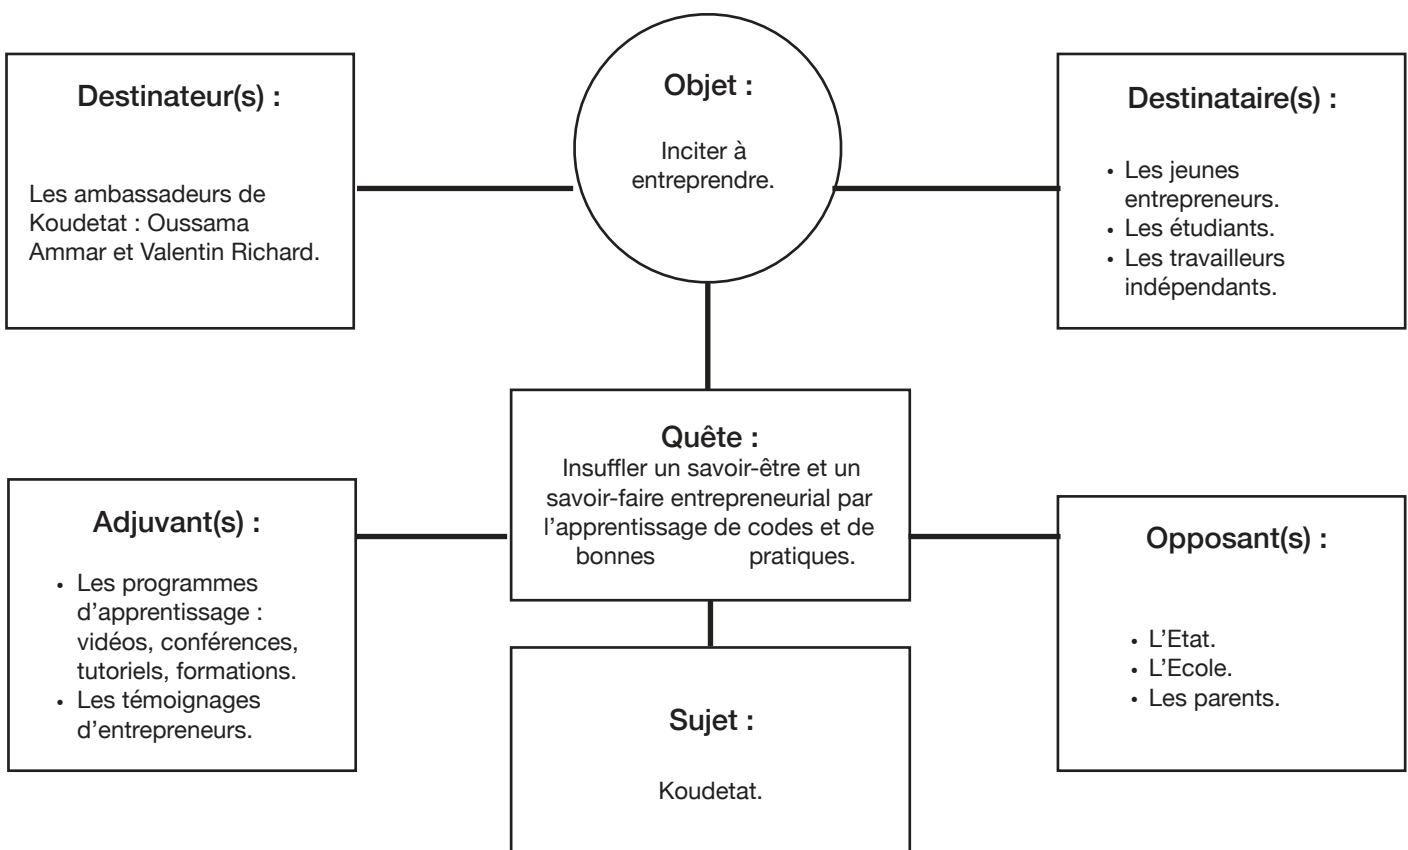 Destinateur(s) :
Les ambassadeurs de
Koudetat : Oussama
Ammar et Valentin Richard.
Objet :
Inciter à
entreprendre.
Destinataire(s) :
• Les jeunes
entrepreneurs.
• Les étudiants.
• Les travailleurs
indépendants.
Quête :
Insuffler un savoir-être et un
savoir-faire entrepreneurial par
l’apprentissage de codes et de
bonnes pratiques.
Adjuvant(s) :
• Les programmes
d’apprentissage :
vidéos, conférences,
tutoriels, formations.
• Les témoignages
d’entrepreneurs.
Opposant(s) :
• L’Etat.
• L’Ecole.
• Les parents.
Sujet :
Koudetat.